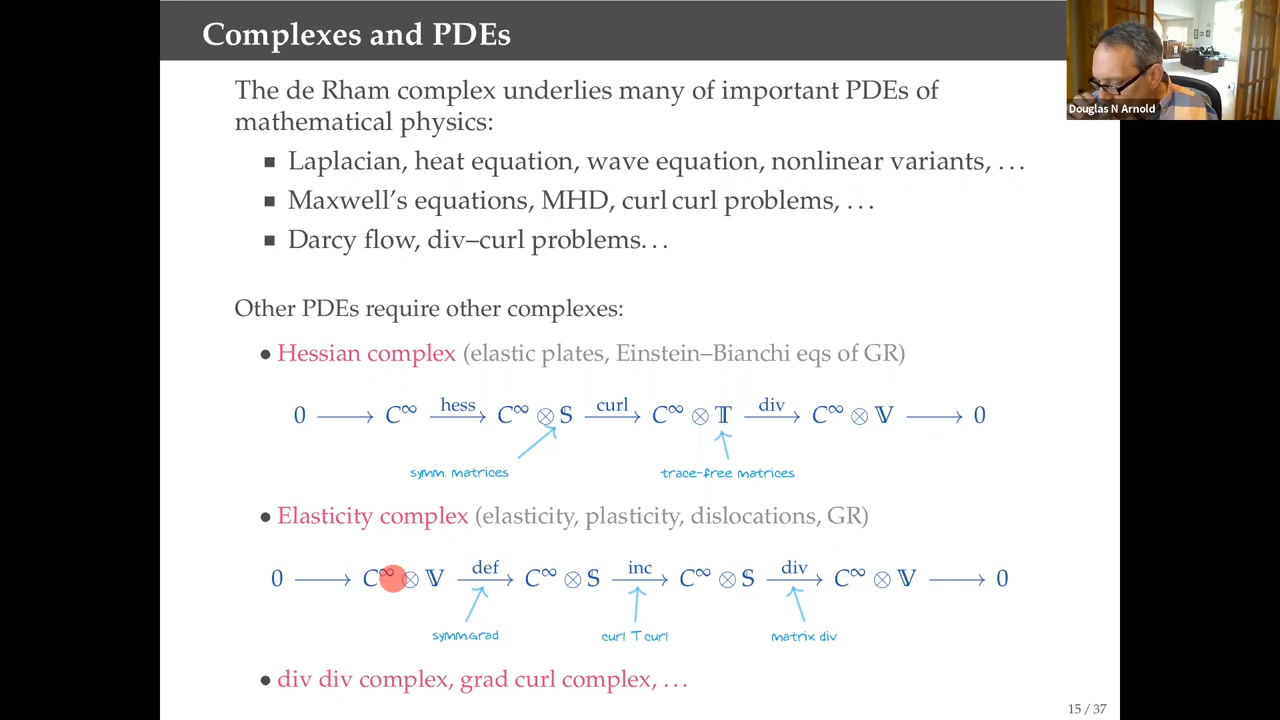 Complexes and PDEs
Douglas N Arnold
The de Rham complex underlies many of important PDEs of
mathematical physics:
■ Laplacian, heat equation, wave equation, nonlinear variants, …
■ Maxwell's equations, MHD, curl curl problems, …
■ Darcy flow, div–curl problems…
Other PDEs require other complexes:
● Hessian complex (elastic plates, Einstein–Bianchi eqs of GR)
0 ⟶ C^∞ ⟶hess C^∞ ⊗ 𝕊 ⟶curl C^∞ ⊗ 𝕋 ⟶div C^∞ ⊗ 𝕍 ⟶ 0
symm. matrices trace-free matrices
● Elasticity complex (elasticity, plasticity, dislocations, GR)
0 ⟶ C^∞ ⊗ 𝕍 ⟶def C^∞ ⊗ 𝕊 ⟶inc C^∞ ⊗ 𝕊 ⟶div C^∞ ⊗ 𝕍 ⟶ 0
symm.Grad curl T curl matrix div
● div div complex, grad curl complex, …
15 / 37